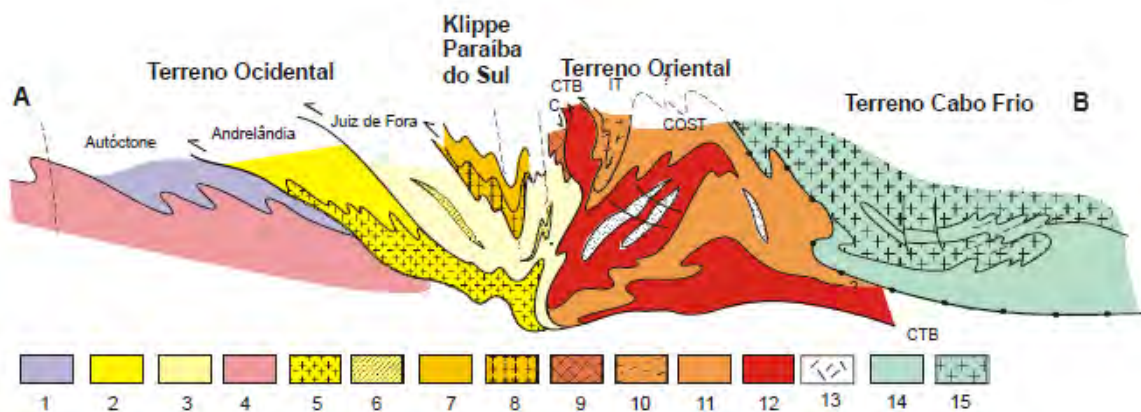 Klippe
Paraíba
do Sul
Terreno Ocidental
Terreno Oriental
Terreno Cabo Frio
A
B
CTB
IT
?
C
COST
Autóctone
Andrelândia
Juiz de Fora
?
CTB
1 2 3 4 5 6 7 8 9 10 11 12 13 14 15